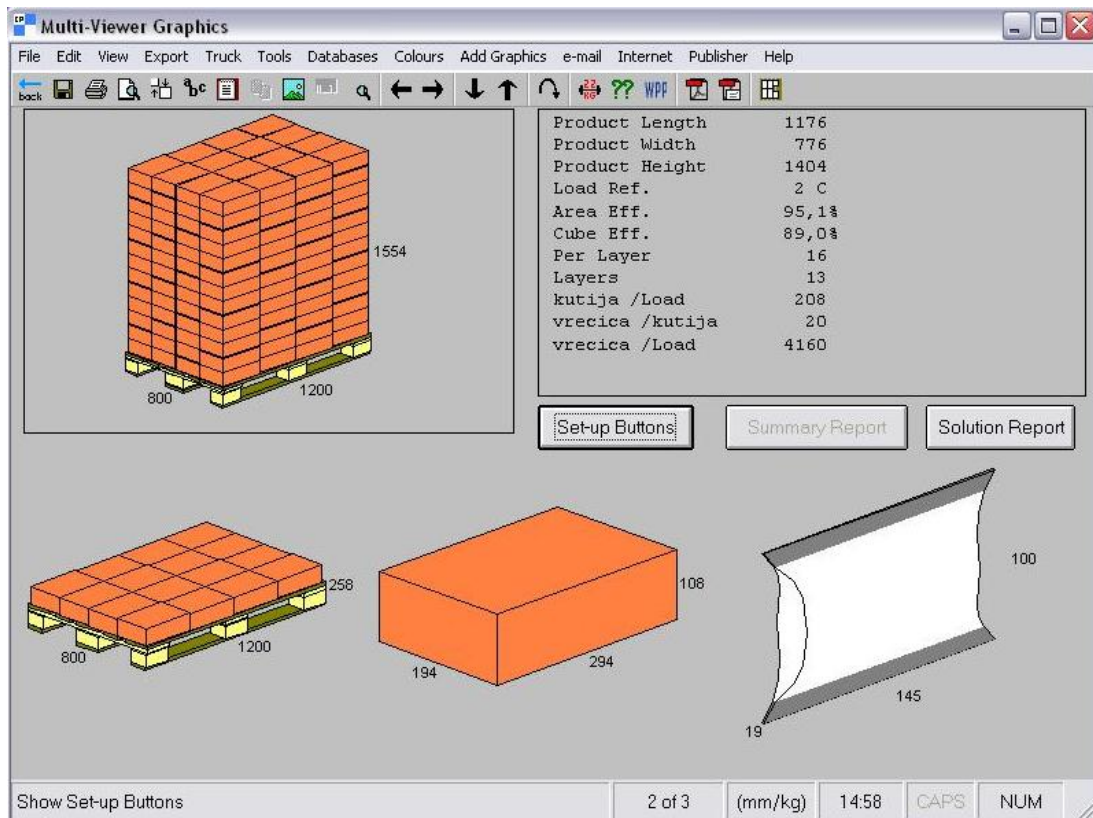 Multi-Viewer Graphics
File Edit View Export Truck Tools Databases Colours Add Graphics e-mail Internet Publisher Help
back abc ?? WPP
Product Length 1176
Product Width 776
Product Height 1404
Load Ref. 2 C
Area Eff. 95,1%
Cube Eff. 89,0%
Per Layer 16
Layers 13
kutija /Load 208
vrecica /kutija 20
vrecica /Load 4160
1554
800
1200
Set-up Buttons Summary Report Solution Report
258
800
1200
108
194
294
100
145
19
Show Set-up Buttons 2 of 3 (mm/kg) 14:58 CAPS NUM